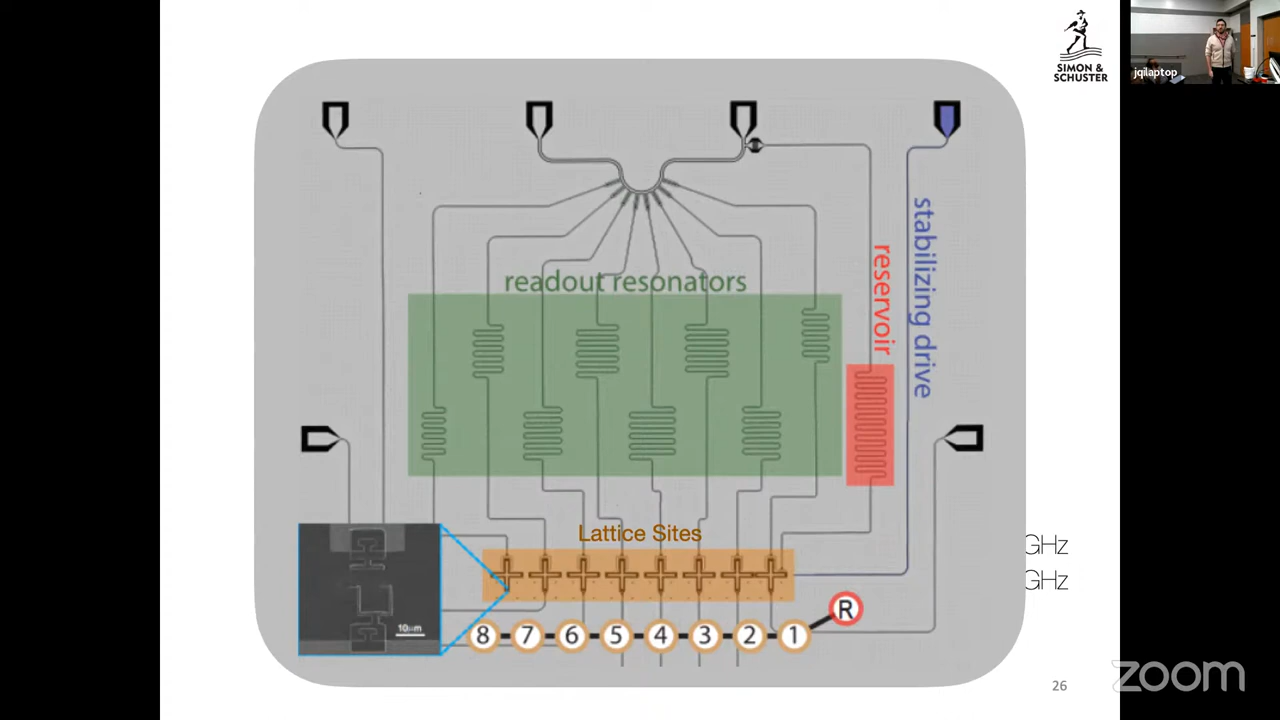 SIMON &
SCHUSTER
jqilaptop
readout resonators
reservoir
stabilizing drive
Lattice Sites
GHz
GHz
10μm
R
8 7 6 5 4 3 2 1
26
zoom